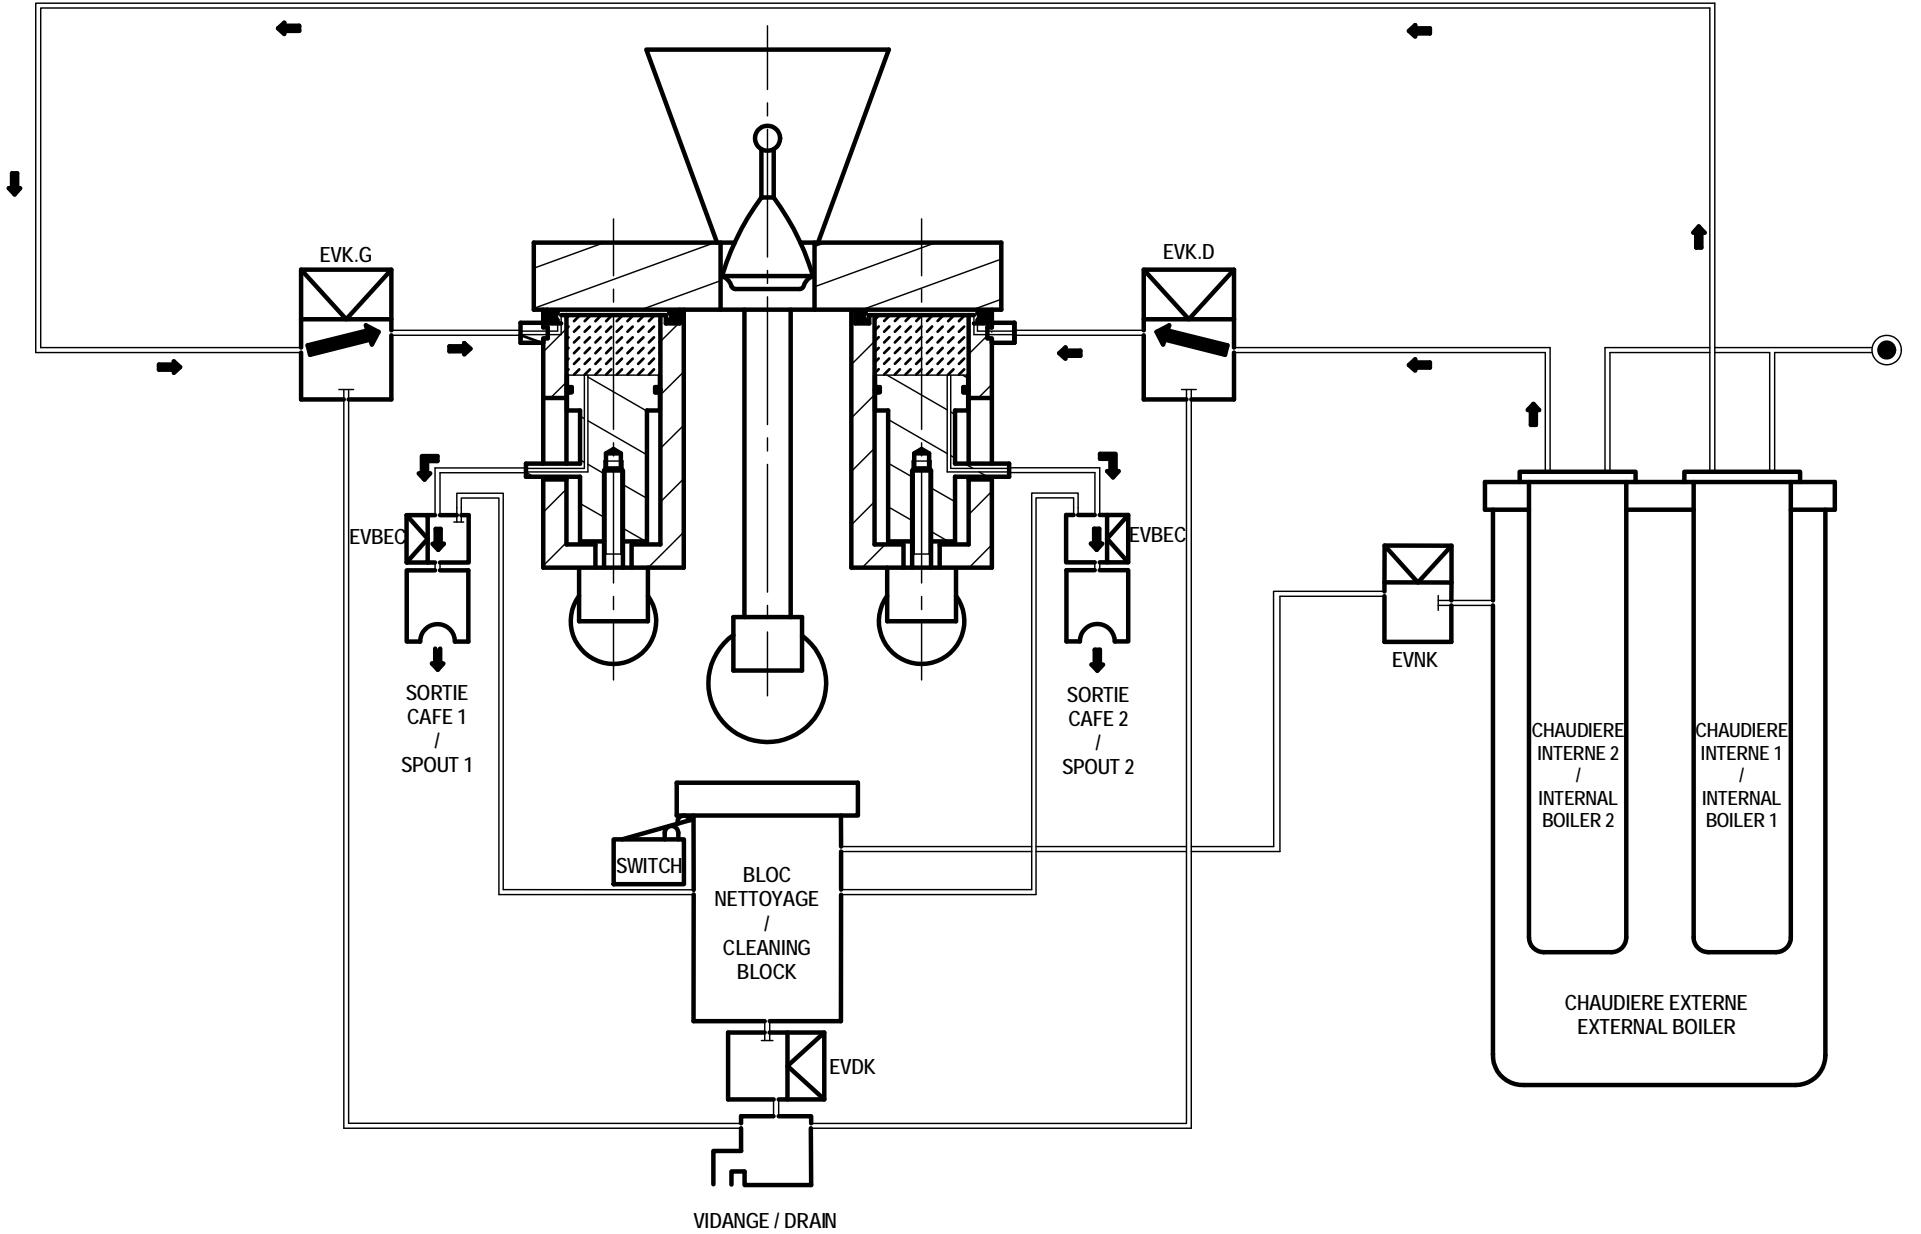 EVK.G
EVK.D
EVBEC
EVBEC
EVNK
SORTIE
CAFE 1
/
SPOUT 1
SORTIE
CAFE 2
/
SPOUT 2
CHAUDIERE
INTERNE 2
/
INTERNAL
BOILER 2
CHAUDIERE
INTERNE 1
/
INTERNAL
BOILER 1
SWITCH
BLOC
NETTOYAGE
/
CLEANING
BLOCK
CHAUDIERE EXTERNE
EXTERNAL BOILER
EVDK
VIDANGE / DRAIN